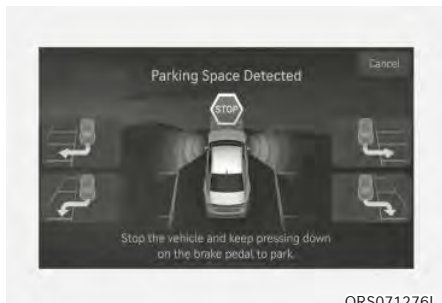 Cancel
Parking Space Detected
STOP
Stop the vehicle and keep pressing down
on the brake pedal to park.
ORS071276L